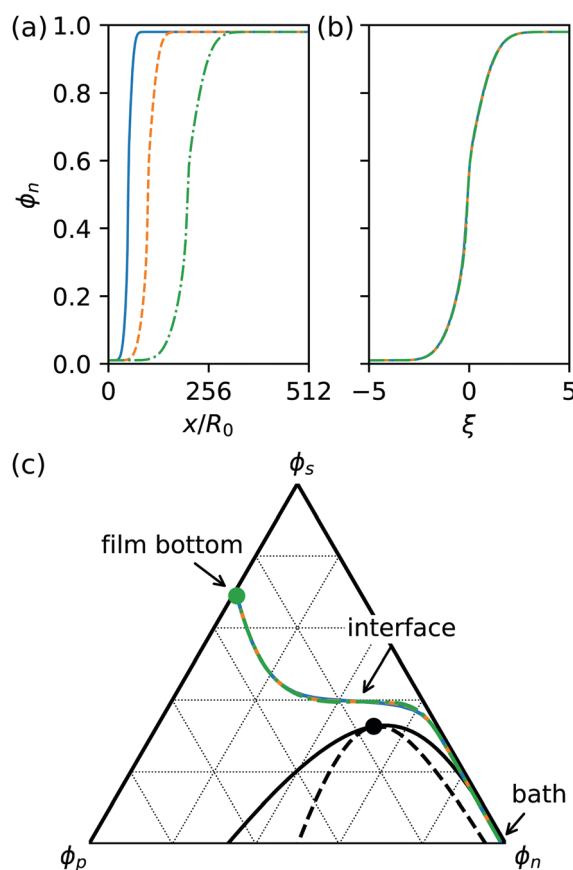 (a)
(b)
1.0
0.8
0.6
0.4
0.2
0.0
ϕn
0 256 512
x/R0
−5 0 5
ξ
(c)
ϕs
film bottom
interface
bath
ϕp
ϕn